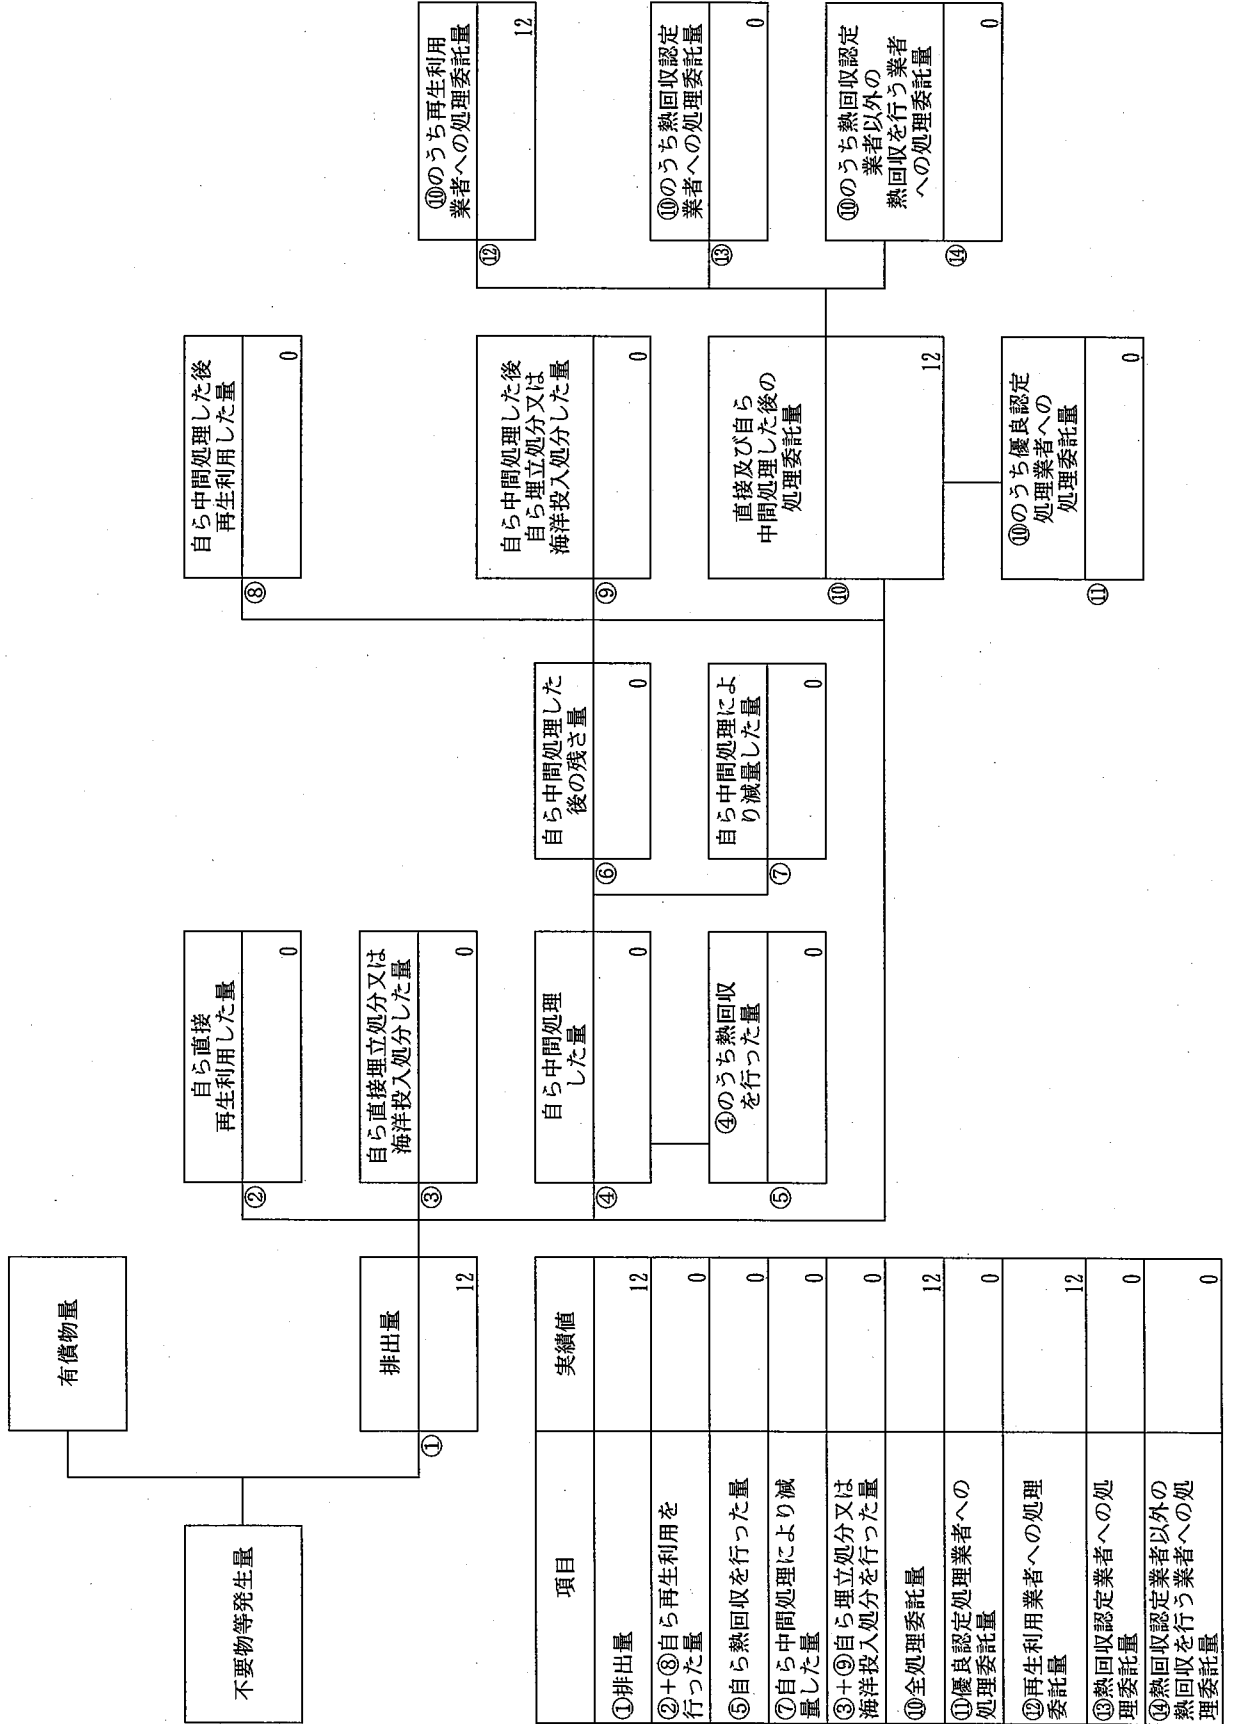 不要物等発生量
有償物量
①
排出量
12
②
自ら直接
再生利用した量
0
③
自ら直接埋立処分又は
海洋投入処分した量
0
④
自ら中間処理
した量
0
⑤
④のうち熱回収
を行った量
0
⑥
自ら中間処理した
後の残さ量
0
⑦
自ら中間処理によ
り減量した量
0
⑧
自ら中間処理した後
再生利用した量
0
⑨
自ら中間処理した後
自ら埋立処分又は
海洋投入処分した量
0
⑩
直接及び自ら
中間処理した後の
処理委託量
12
⑪
⑩のうち優良認定
処理業者への
処理委託量
0
⑫
⑩のうち再生利用
業者への処理委託量
12
⑬
⑩のうち熱回収認定
業者への処理委託量
0
⑭
⑩のうち熱回収認定
業者以外の
熱回収を行う業者
への処理委託量
0
項目 実績値
①排出量 12
②+⑧自ら再生利用を
行った量 0
⑤自ら熱回収を行った量 0
⑦自ら中間処理により減
量した量 0
③+⑨自ら埋立処分又は
海洋投入処分を行った量 0
⑩全処理委託量 12
⑪優良認定処理業者への
処理委託量 0
⑫再生利用業者への処理
委託量 12
⑬熱回収認定業者への処
理委託量 0
⑭熱回収認定業者以外の
熱回収を行う業者への処
理委託量 0